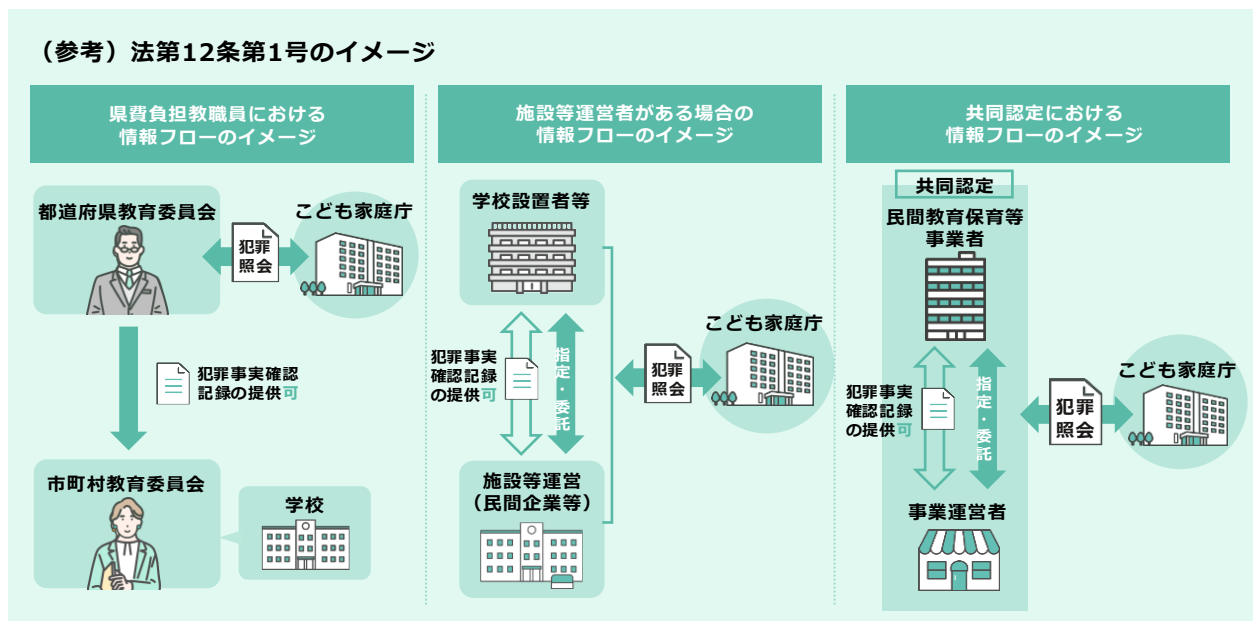 （参考）法第12条第1号のイメージ
県費負担教職員における
情報フローのイメージ
都道府県教育委員会
犯罪
照会
こども家庭庁
犯罪事実確認
記録の提供可
市町村教育委員会
学校
施設等運営者がある場合の
情報フローのイメージ
学校設置者等
犯罪事実
確認記録
の提供可
指定・委託
犯罪
照会
こども家庭庁
施設等運営
（民間企業等）
共同認定における
情報フローのイメージ
共同認定
民間教育保育等
事業者
犯罪事実
確認記録
の提供可
指定・委託
犯罪
照会
こども家庭庁
事業運営者